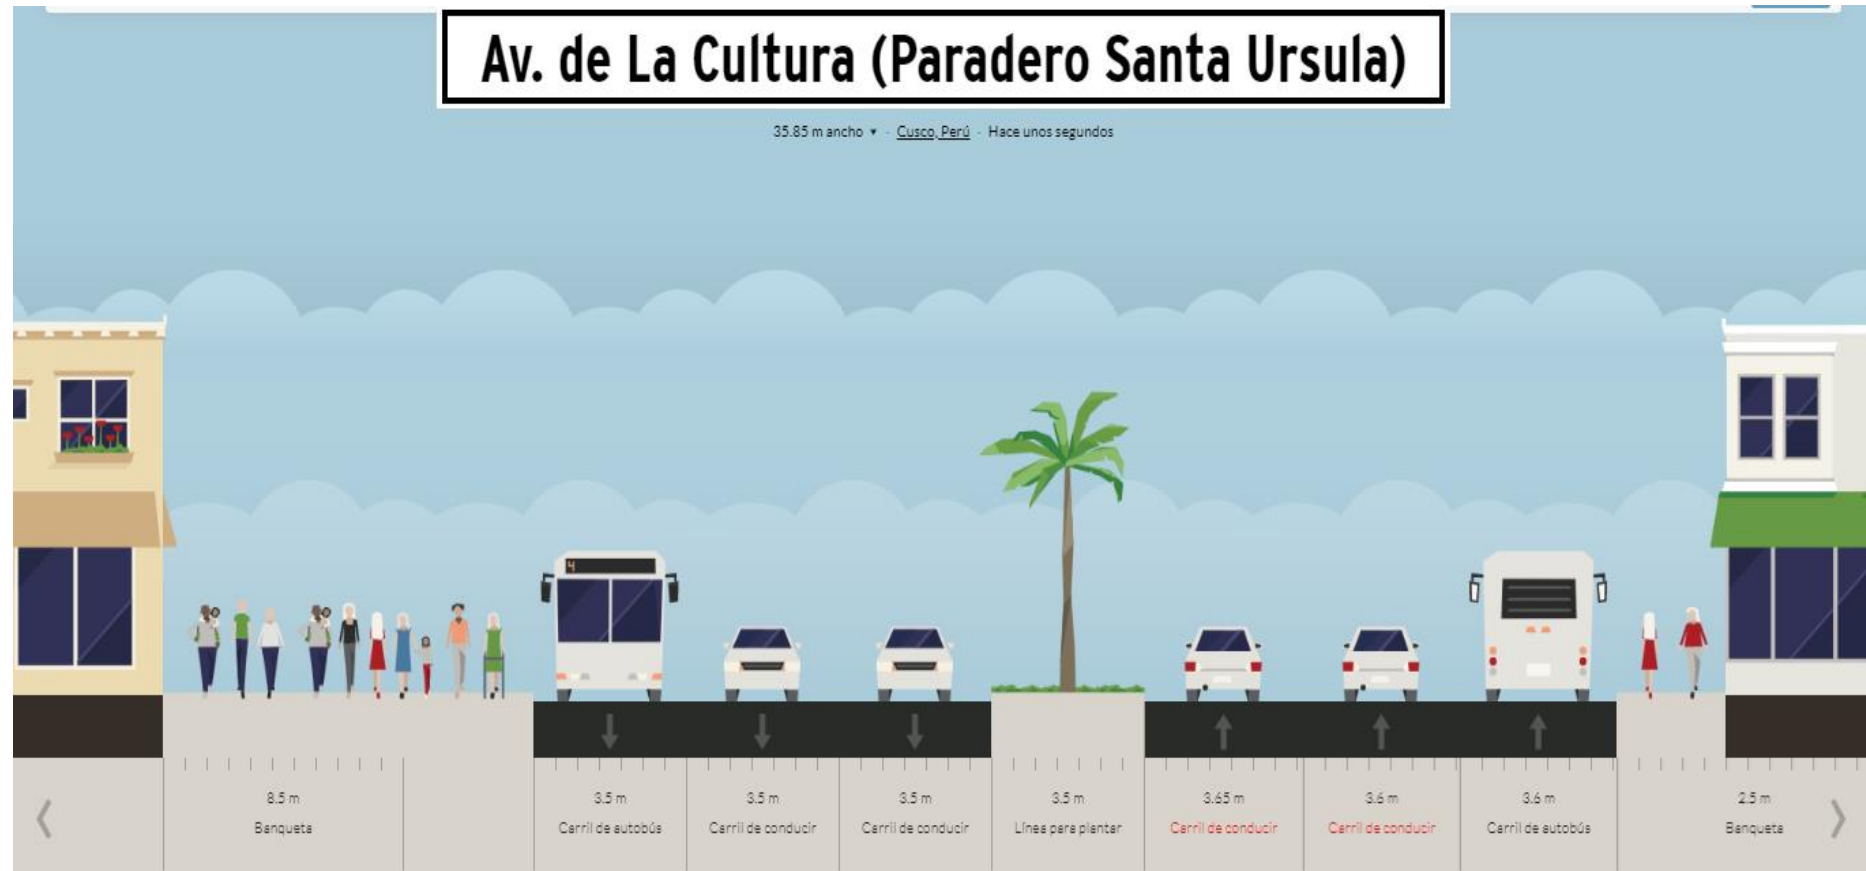 Av. de La Cultura (Paradero Santa Ursula)
35.85 m ancho ▾ - Cusco, Perú - Hace unos segundos
4
8.5 m
Banqueta
3.5 m
Carril de autobús
3.5 m
Carril de conducir
3.5 m
Carril de conducir
3.5 m
Línea para plantar
3.65 m
Carril de conducir
3.6 m
Carril de conducir
3.6 m
Carril de autobús
2.5 m
Banqueta